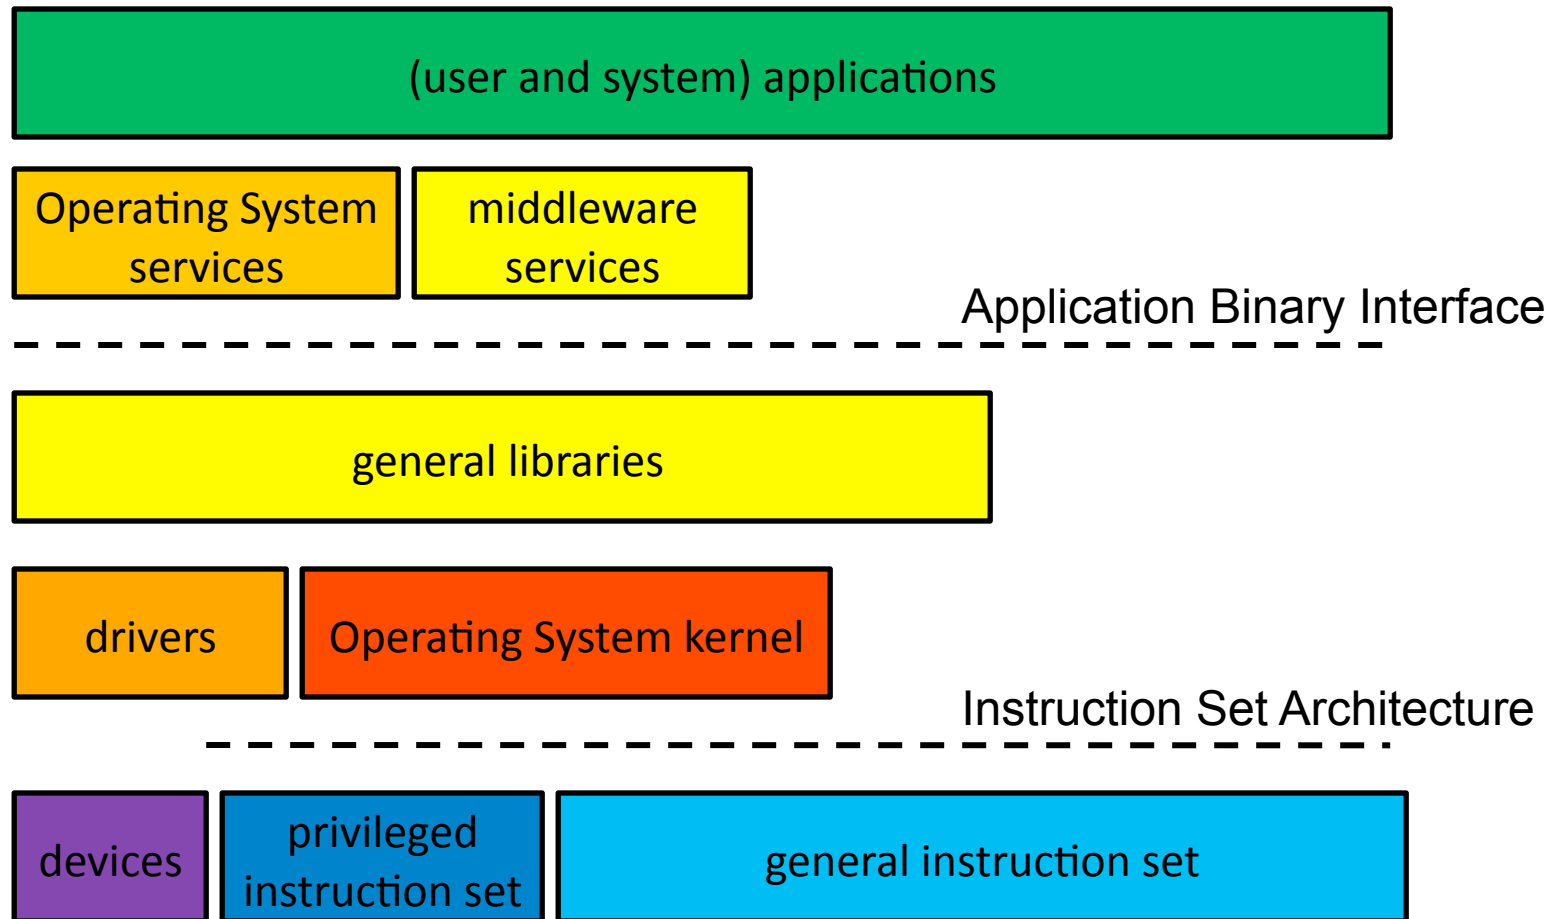 (user and system) applications
Operating System
services
middleware
services
Application Binary Interface
general libraries
drivers
Operating System kernel
Instruction Set Architecture
devices
privileged
instruction set
general instruction set